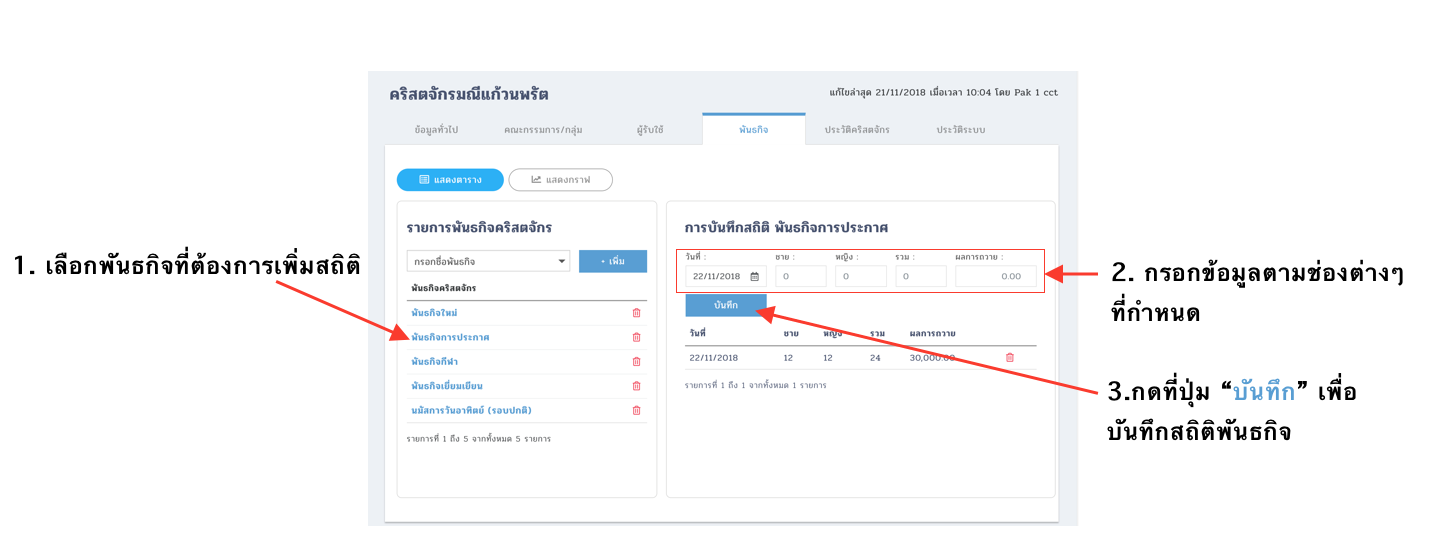 คริสตจักรมณีแก้วนพรัต
แก้ไขล่าสุด 21/11/2018 เมื่อเวลา 10:04 โดย Pak 1 cct
ข้อมูลทั่วไป คณะกรรมการ/กลุ่ม ผู้รับใช้ พันธกิจ ประวัติคริสตจักร ประวัติระบบ
แสดงตาราง แสดงกราฟ
รายการพันธกิจคริสตจักร
กรอกชื่อพันธกิจ + เพิ่ม
พันธกิจคริสตจักร
พันธกิจใหม่
พันธกิจการประกาศ
พันธกิจกีฬา
พันธกิจเยี่ยมเยียน
นมัสการวันอาทิตย์ (รอบปกติ)
รายการที่ 1 ถึง 5 จากทั้งหมด 5 รายการ
การบันทึกสถิติ พันธกิจการประกาศ
วันที่ : ชาย : หญิง : รวม : ผลการถวาย :
22/11/2018 0 0 0 0.00
บันทึก
วันที่ ชาย หญิง รวม ผลการถวาย
22/11/2018 12 12 24 30,000.00
รายการที่ 1 ถึง 1 จากทั้งหมด 1 รายการ
1. เลือกพันธกิจที่ต้องการเพิ่มสถิติ
2. กรอกข้อมูลตามช่องต่างๆ
ที่กำหนด
3.กดที่ปุ่ม “บันทึก” เพื่อ
บันทึกสถิติพันธกิจ